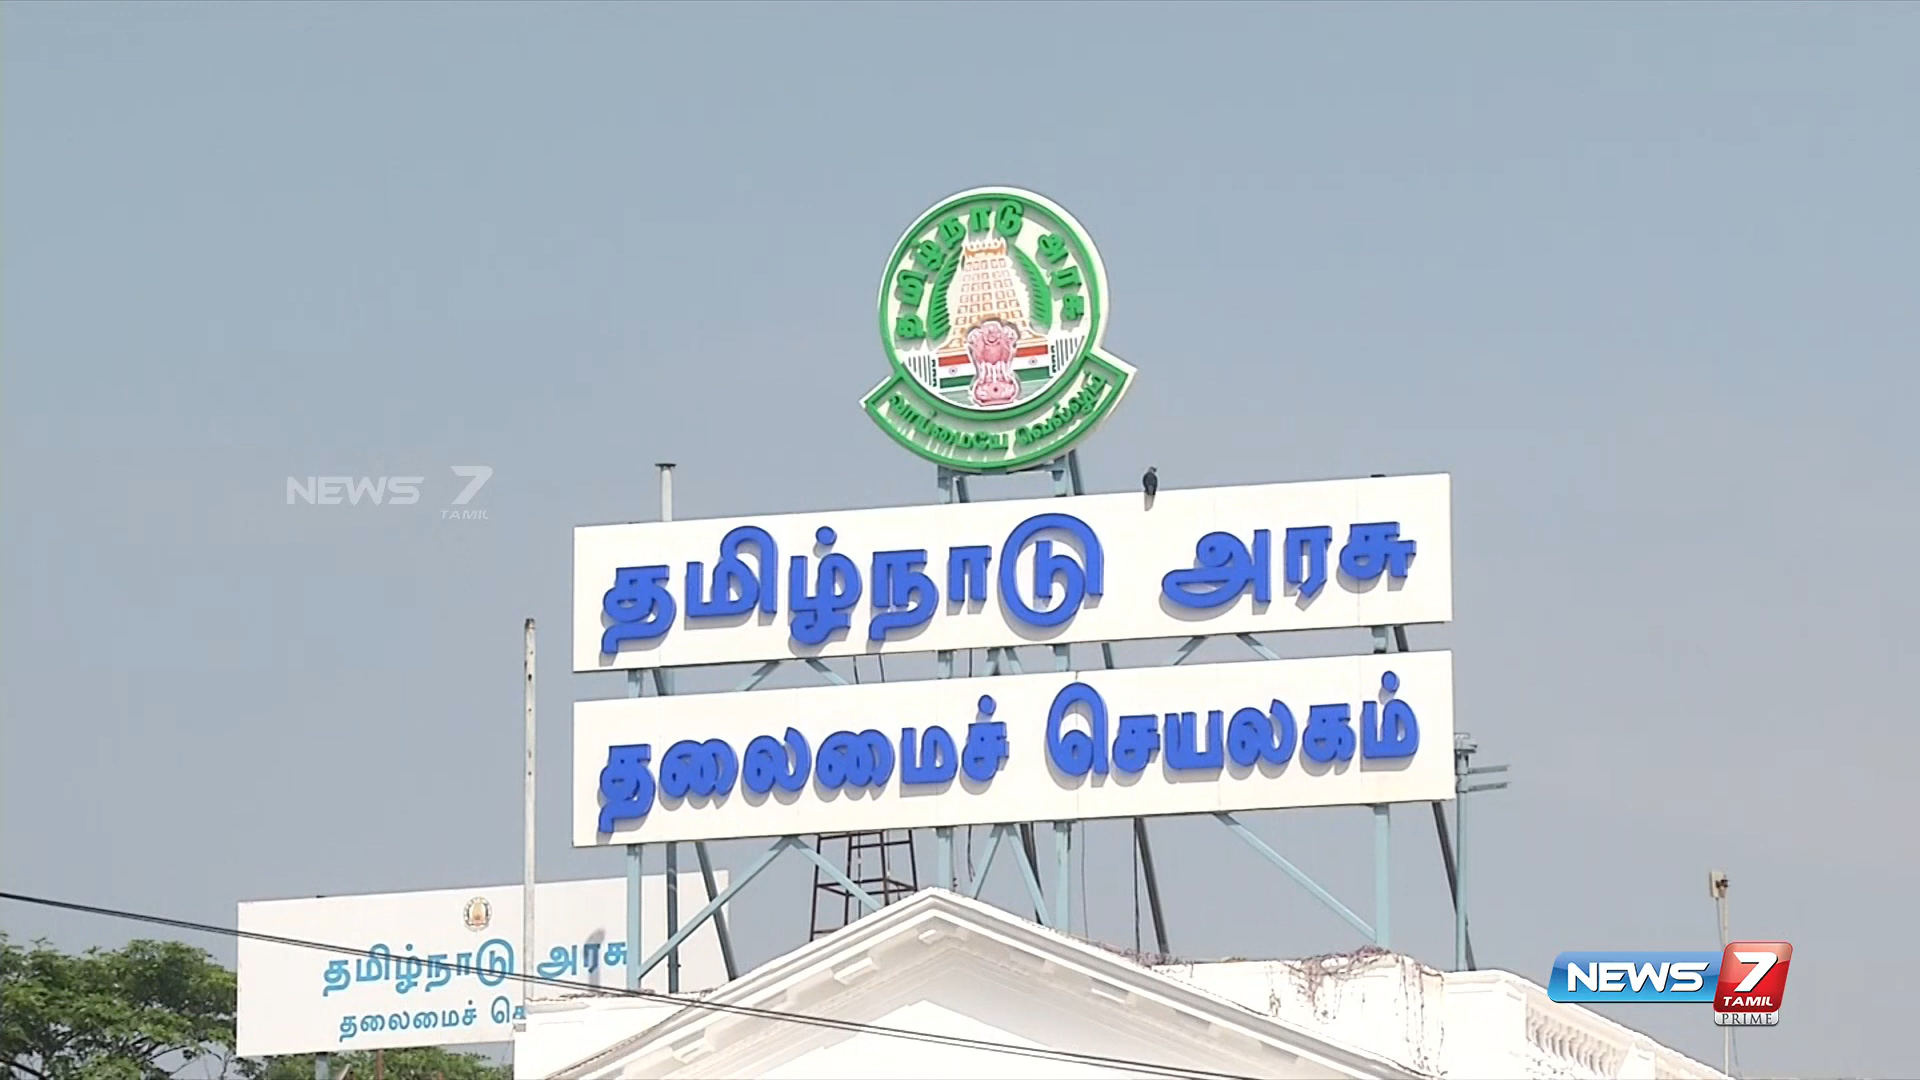 தமிழ்நாடு அரசு
வாய்மையே வெல்லும்
NEWS 7
TAMIL
தமிழ்நாடு அரசு
தலைமைச் செயலகம்
தமிழ்நாடு அரசு
தலைமைச் செ
NEWS 7
TAMIL
PRIME